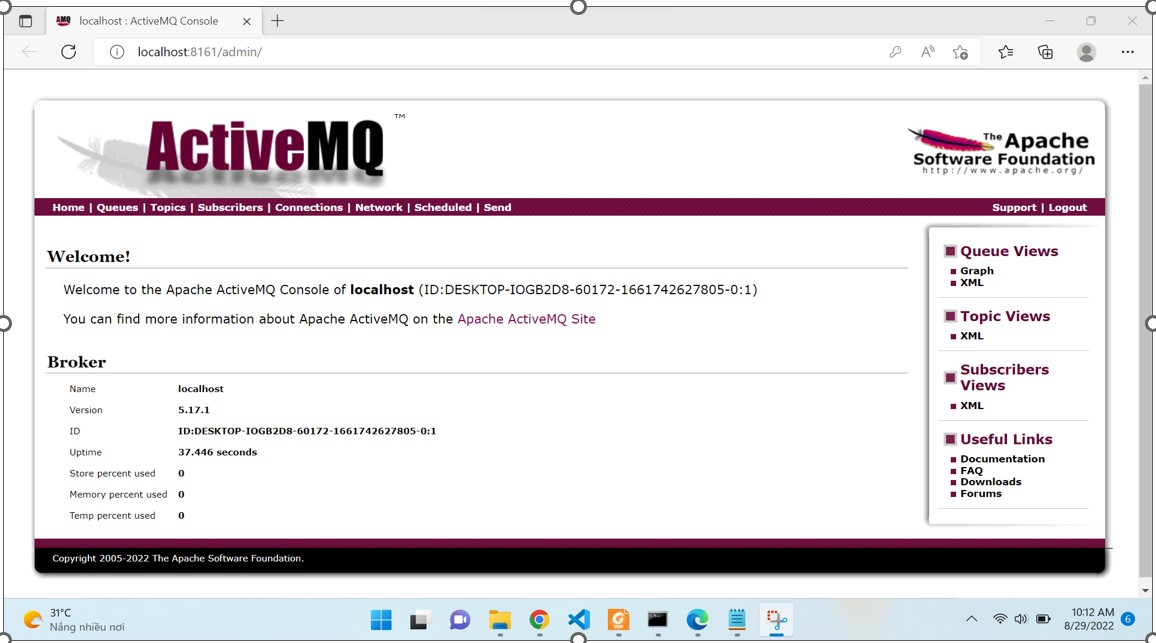 localhost : ActiveMQ Console
localhost:8161/admin/
ActiveMQ TM
The Apache
Software Foundation
http://www.apache.org/
Home | Queues | Topics | Subscribers | Connections | Network | Scheduled | Send
Support | Logout
Welcome!
Welcome to the Apache ActiveMQ Console of localhost (ID:DESKTOP-IOGB2D8-60172-1661742627805-0:1)
You can find more information about Apache ActiveMQ on the Apache ActiveMQ Site
Broker
Name localhost
Version 5.17.1
ID ID:DESKTOP-IOGB2D8-60172-1661742627805-0:1
Uptime 37.446 seconds
Store percent used 0
Memory percent used 0
Temp percent used 0
Queue Views
Graph
XML
Topic Views
XML
Subscribers
Views
XML
Useful Links
Documentation
FAQ
Downloads
Forums
Copyright 2005-2022 The Apache Software Foundation.
31°C
Nắng nhiều nơi
10:12 AM
8/29/2022
6